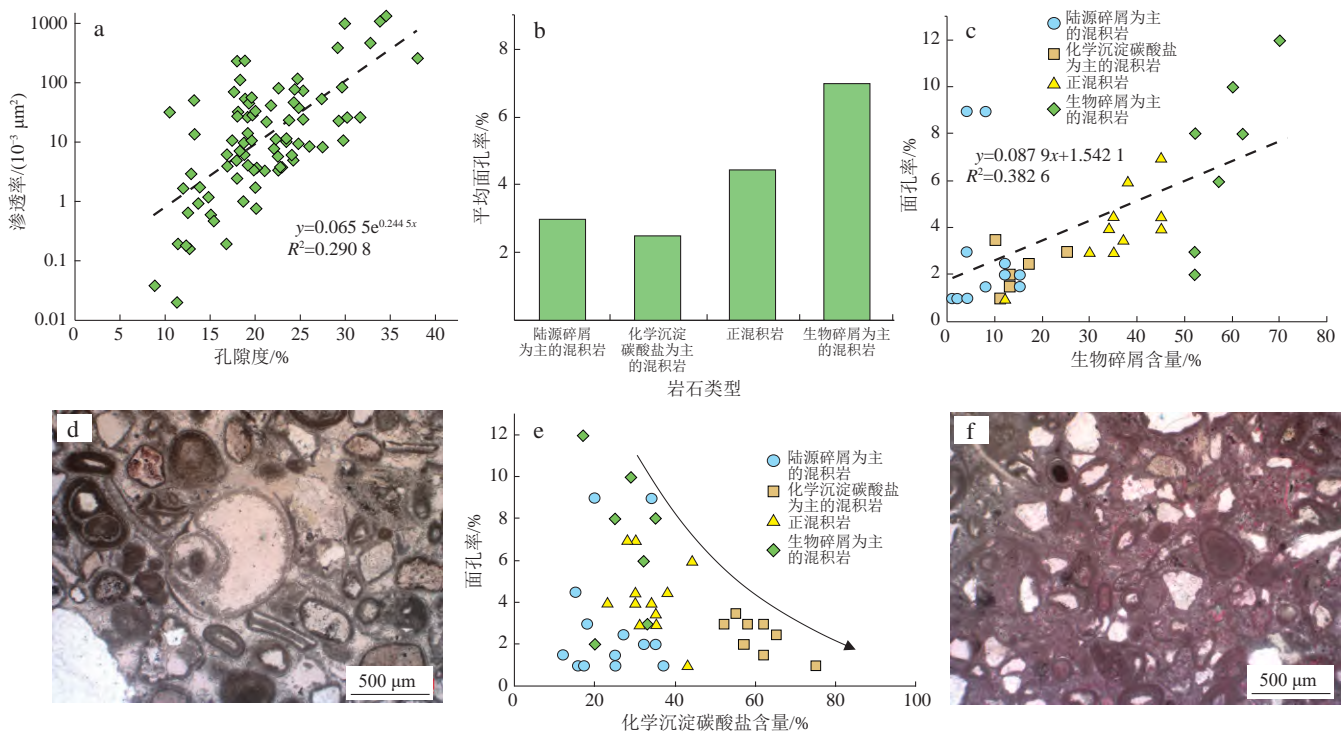 a
渗透率/(10⁻³ μm²)
1000
100
10
1
0.1
0.01
y=0.065 5e^0.244 5x
R²=0.290 8
0 5 10 15 20 25 30 35 40 45
孔隙度/%
b
平均面孔率/%
8
6
4
2
陆源碎屑
为主的混积岩
化学沉淀
碳酸盐为主
的混积岩
正混积岩
生物碎屑为主
的混积岩
岩石类型
c
面孔率/%
12
10
8
6
4
2
0
陆源碎屑为主
的混积岩
化学沉淀碳酸盐
为主的混积岩
正混积岩
生物碎屑为主
的混积岩
y=0.087 9x+1.542 1
R²=0.382 6
0 10 20 30 40 50 60 70 80
生物碎屑含量/%
d
500 μm
e
面孔率/%
12
10
8
6
4
2
0
陆源碎屑为主
的混积岩
化学沉淀碳酸盐
为主的混积岩
正混积岩
生物碎屑为主
的混积岩
0 20 40 60 80 100
化学沉淀碳酸盐含量/%
f
500 μm